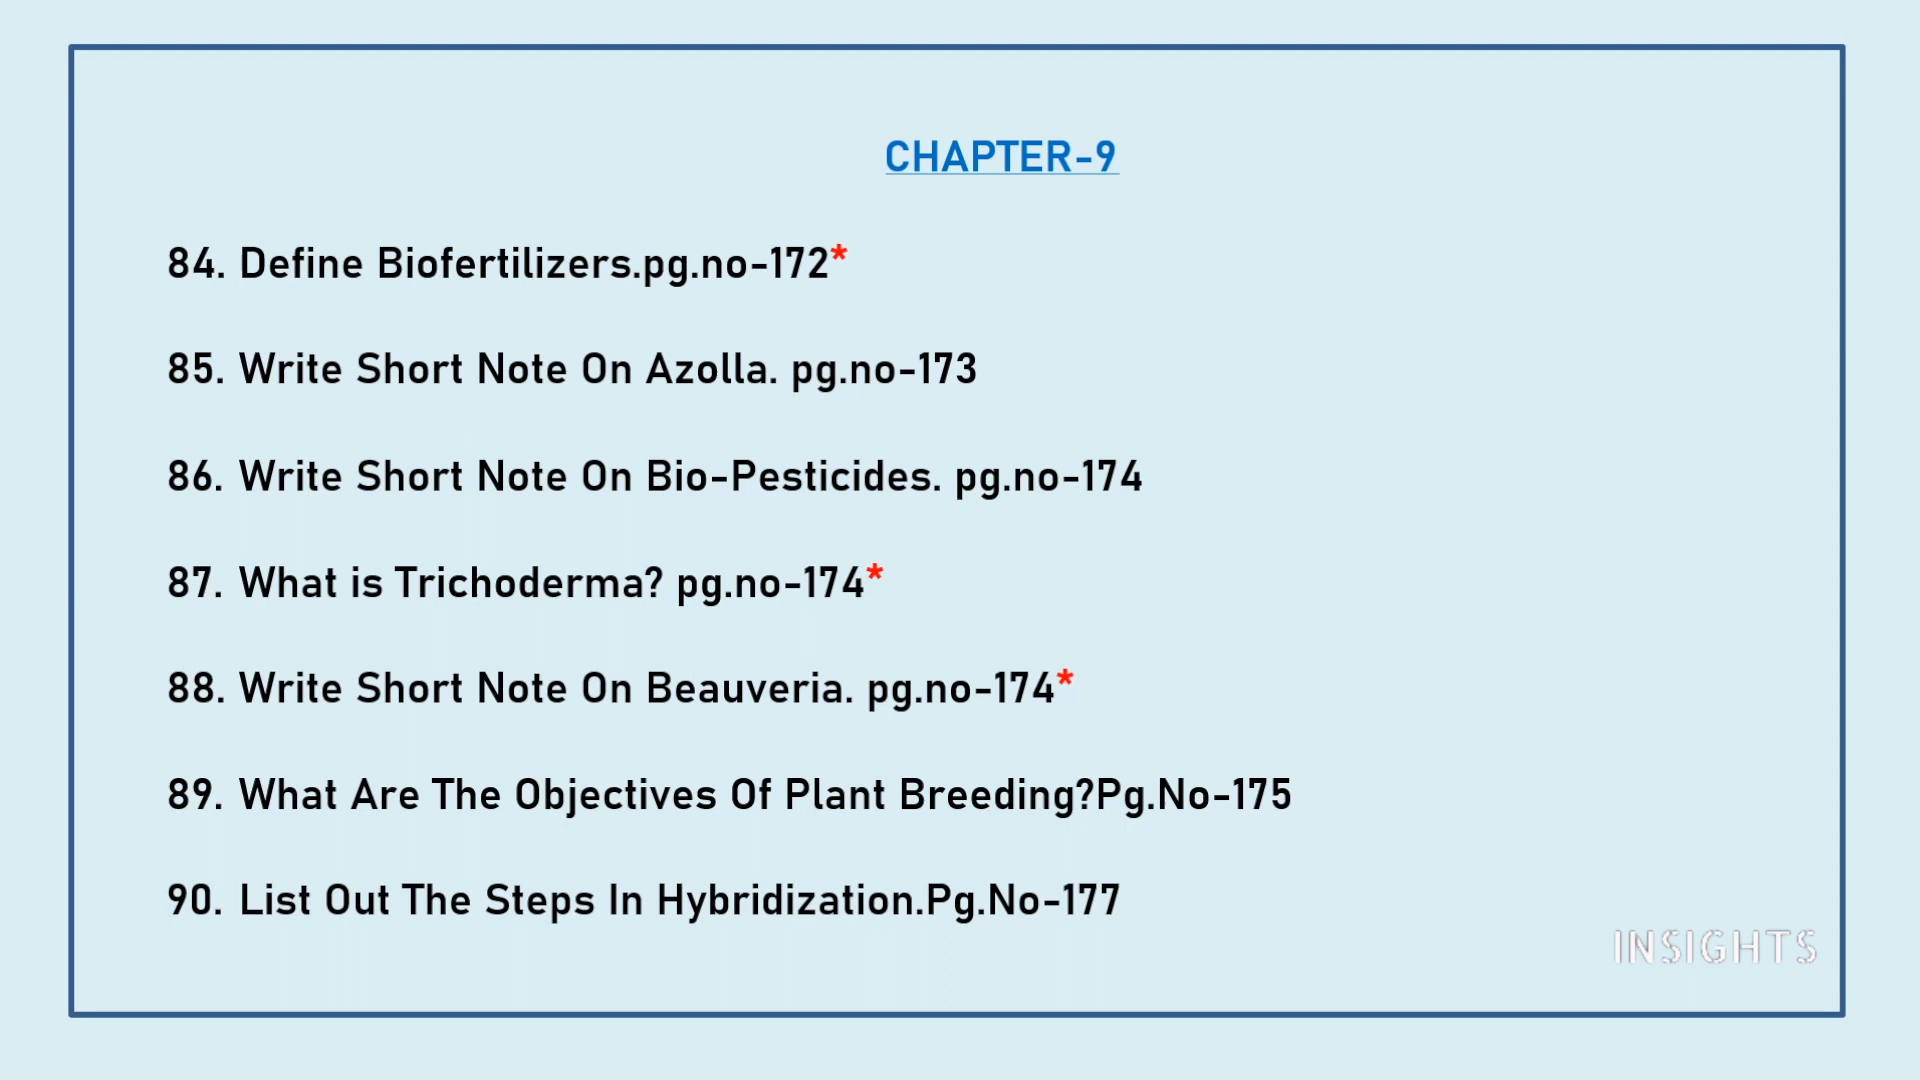 CHAPTER-9
84. Define Biofertilizers.pg.no-172*
85. Write Short Note On Azolla. pg.no-173
86. Write Short Note On Bio-Pesticides. pg.no-174
87. What is Trichoderma? pg.no-174*
88. Write Short Note On Beauveria. pg.no-174*
89. What Are The Objectives Of Plant Breeding?Pg.No-175
90. List Out The Steps In Hybridization.Pg.No-177
INSIGHTS